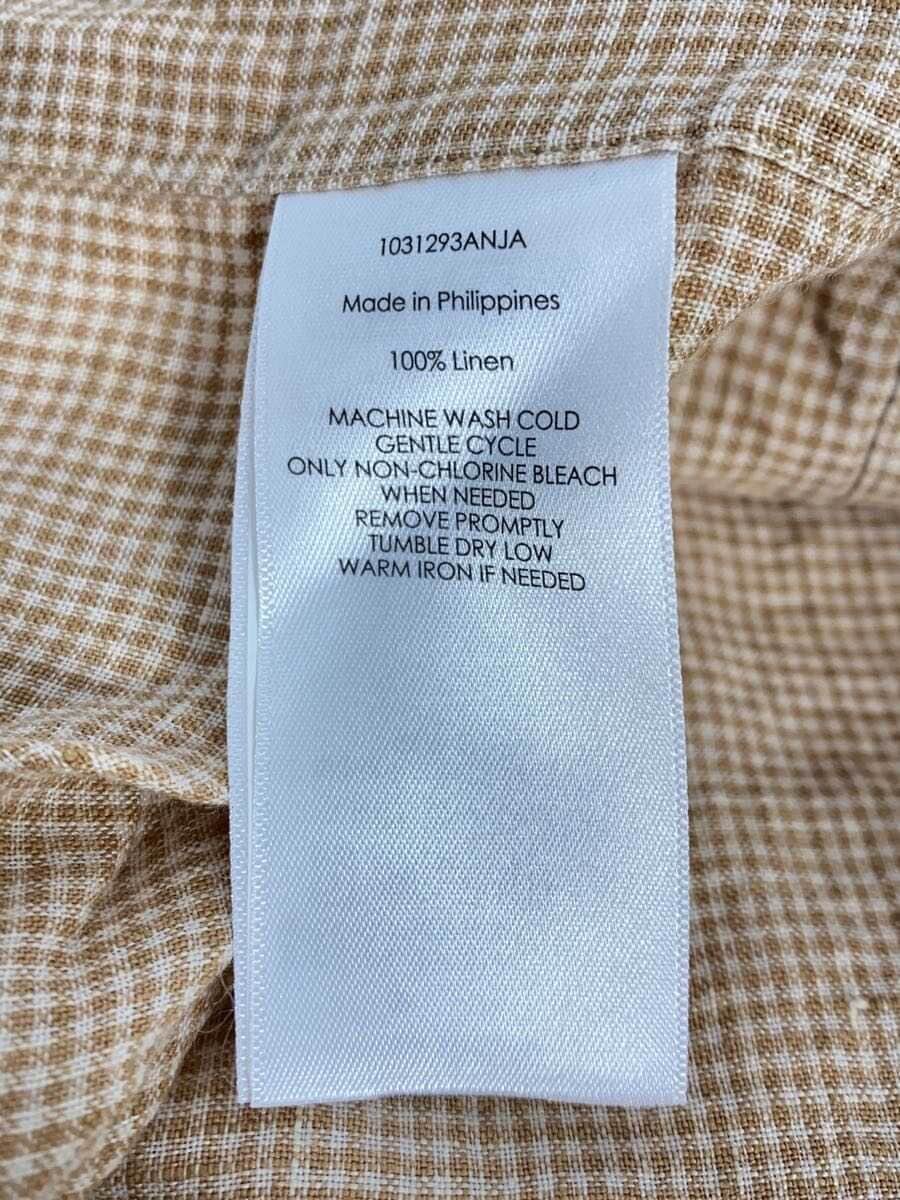 1031293ANJA
Made in Philippines
100% Linen
MACHINE WASH COLD
GENTLE CYCLE
ONLY NON-CHLORINE BLEACH
WHEN NEEDED
REMOVE PROMPTLY
TUMBLE DRY LOW
WARM IRON IF NEEDED